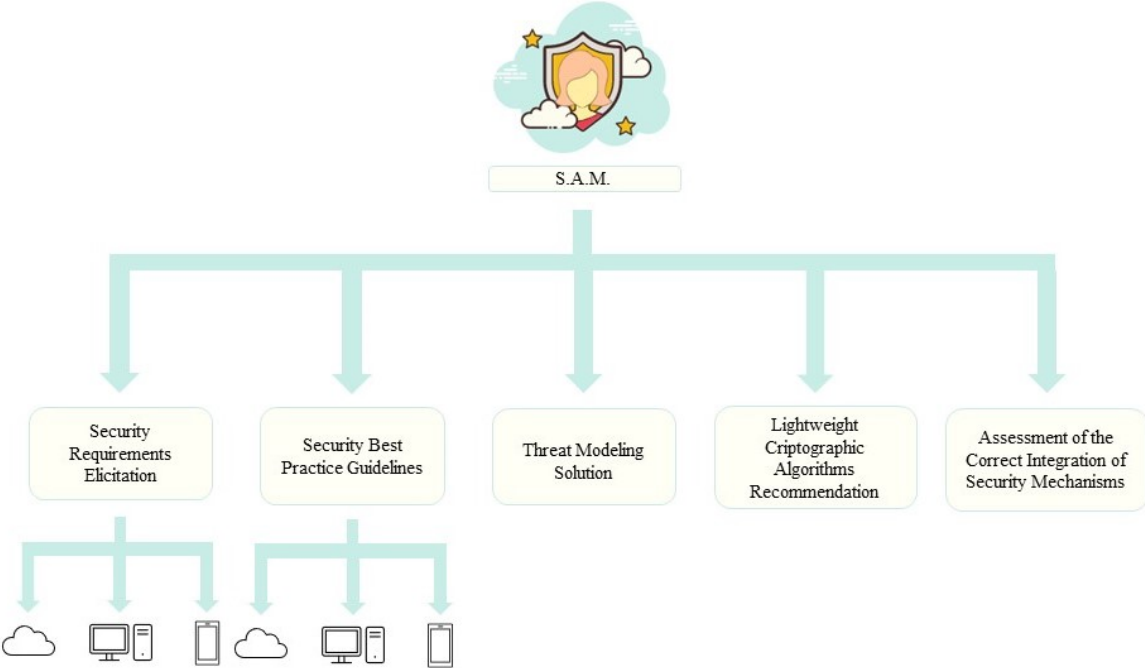 S.A.M.
Security
Requirements
Elicitation
Security Best
Practice Guidelines
Threat Modeling
Solution
Lightweight
Criptographic
Algorithms
Recommendation
Assessment of the
Correct Integration of
Security Mechanisms